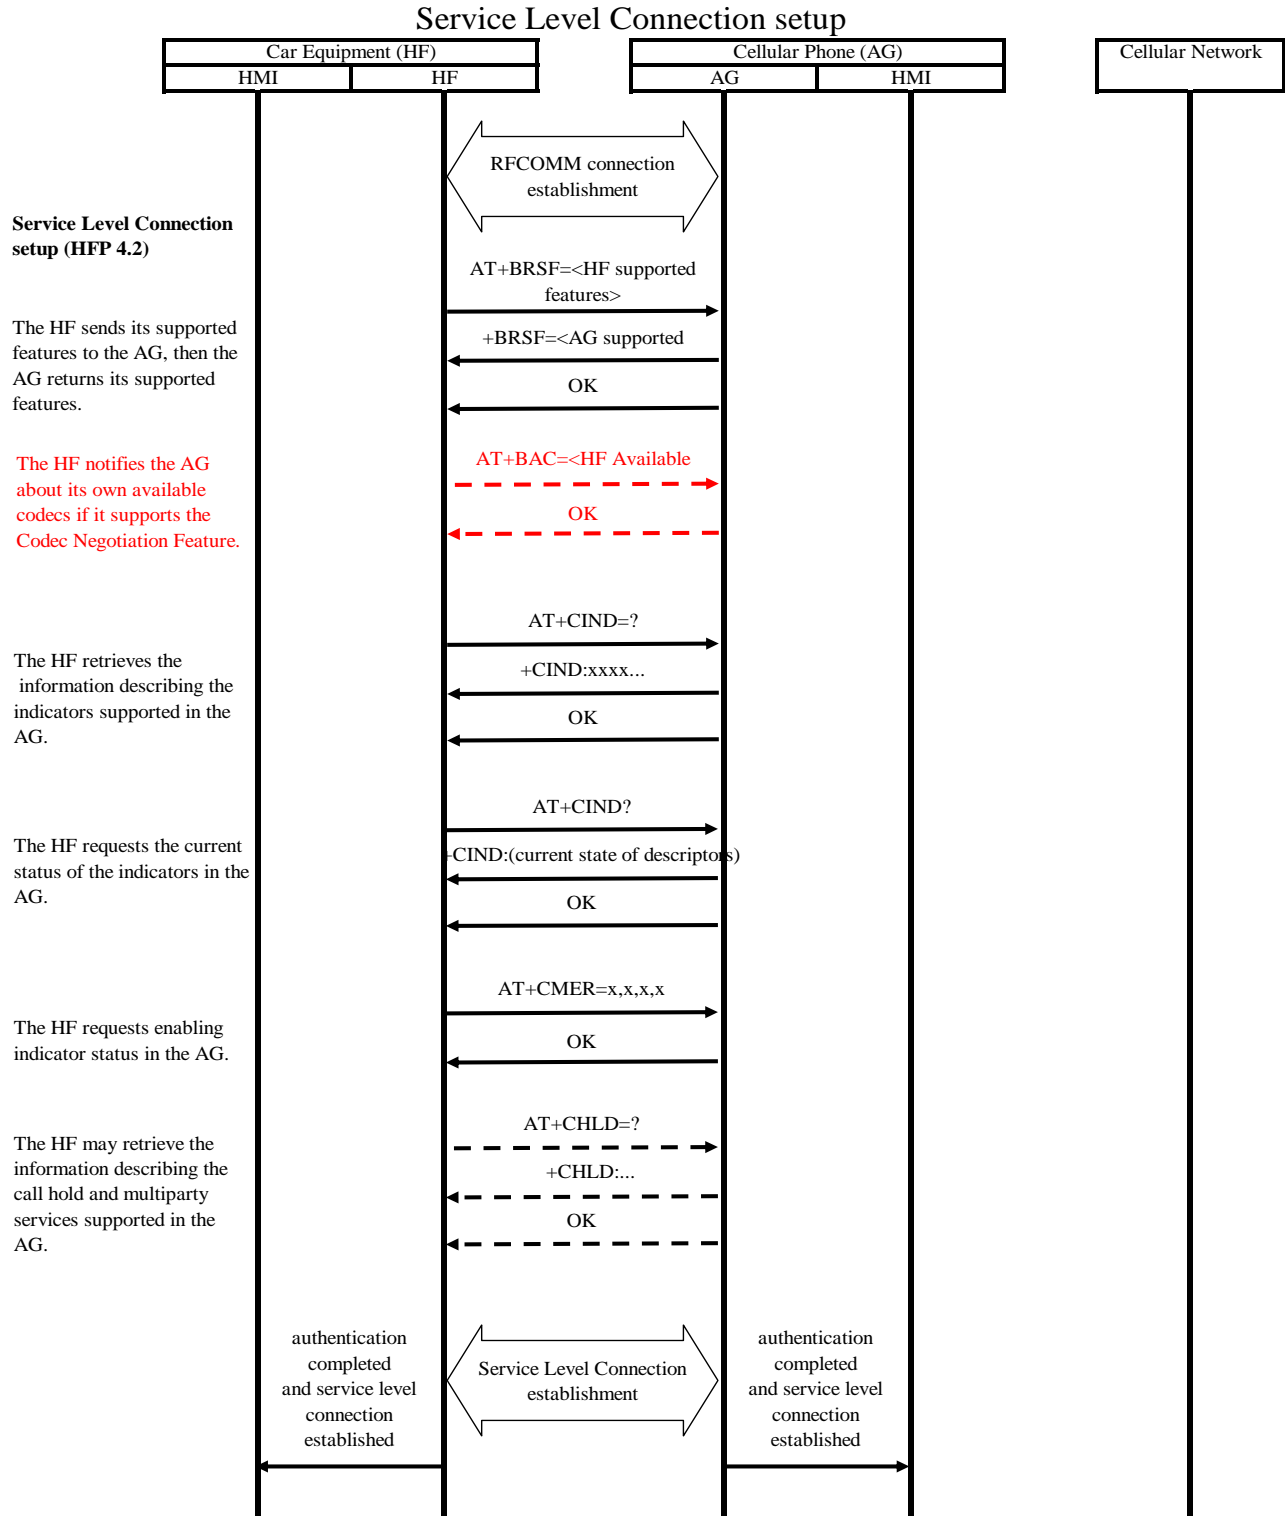 Service Level Connection setup
Car Equipment (HF)
Cellular Phone (AG)
Cellular Network
HMI
HF
AG
HMI
RFCOMM connection
establishment
Service Level Connection
setup (HFP 4.2)
AT+BRSF=<HF supported
features>
The HF sends its supported
features to the AG, then the
AG returns its supported
features.
+BRSF=<AG supported
OK
The HF notifies the AG
about its own available
codecs if it supports the
Codec Negotiation Feature.
AT+BAC=<HF Available
OK
AT+CIND=?
The HF retrieves the
information describing the
indicators supported in the
AG.
+CIND:xxxx...
OK
AT+CIND?
The HF requests the current
status of the indicators in the
AG.
+CIND:(current state of descriptors)
OK
AT+CMER=x,x,x,x
The HF requests enabling
indicator status in the AG.
OK
AT+CHLD=?
The HF may retrieve the
information describing the
call hold and multiparty
services supported in the
AG.
+CHLD:...
OK
authentication
completed
and service level
connection
established
Service Level Connection
establishment
authentication
completed
and service level
connection
established